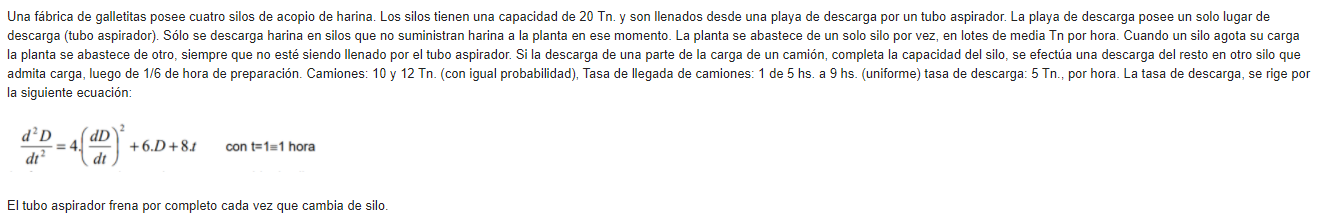 Una fábrica de galletitas posee cuatro silos de acopio de harina. Los silos tienen una capacidad de 20 Tn. y son llenados desde una playa de descarga por un tubo aspirador. La playa de descarga posee un solo lugar de
descarga (tubo aspirador). Sólo se descarga harina en silos que no suministran harina a la planta en ese momento. La planta se abastece de un solo silo por vez, en lotes de media Tn por hora. Cuando un silo agota su carga
la planta se abastece de otro, siempre que no esté siendo llenado por el tubo aspirador. Si la descarga de una parte de la carga de un camión, completa la capacidad del silo, se efectúa una descarga del resto en otro silo que
admita carga, luego de 1/6 de hora de preparación. Camiones: 10 y 12 Tn. (con igual probabilidad), Tasa de llegada de camiones: 1 de 5 hs. a 9 hs. (uniforme) tasa de descarga: 5 Tn., por hora. La tasa de descarga, se rige por
la siguiente ecuación:
d²D/dt² = 4.(dD/dt)² + 6.D + 8.t con t=1≡1 hora
El tubo aspirador frena por completo cada vez que cambia de silo.